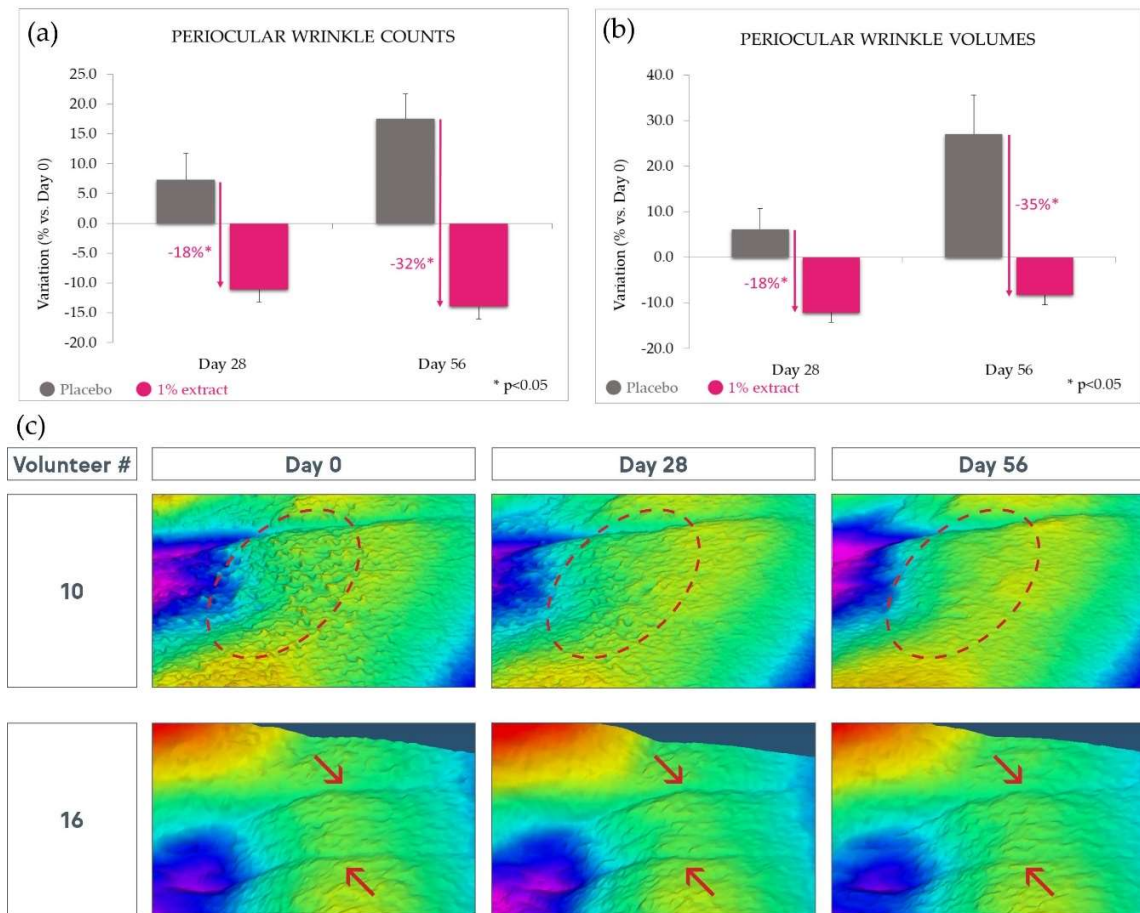 (a)
PERIOCULAR WRINKLE COUNTS
25.0
20.0
15.0
10.0
5.0
0.0
-5.0
-10.0
-15.0
-20.0
Variation (% vs. Day 0)
-18%*
-32%*
Day 28
Day 56
Placebo
1% extract
* p<0.05
(b)
PERIOCULAR WRINKLE VOLUMES
40.0
30.0
20.0
10.0
0.0
-10.0
-20.0
Variation (% vs. Day 0)
-18%*
-35%*
Day 28
Day 56
Placebo
1% extract
* p<0.05
(c)
Volunteer #
Day 0
Day 28
Day 56
10
16